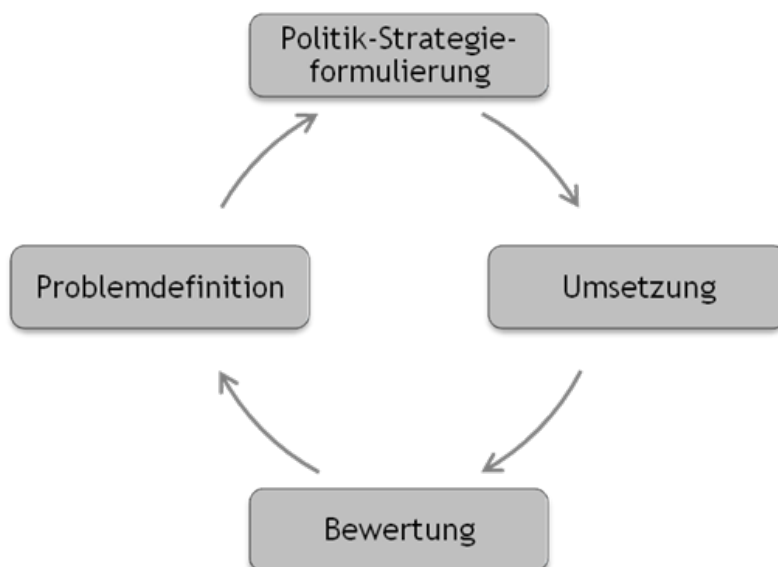 Politik-Strategie-
formulierung
Problemdefinition
Umsetzung
Bewertung